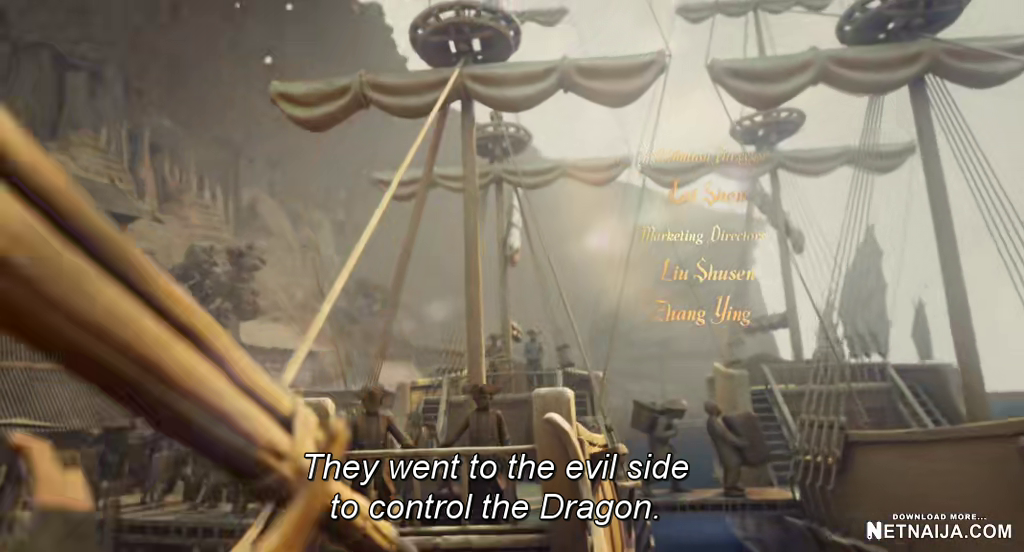 Marketing Directors
Liu Shusen
Zhang Ying
They went to the evil side
to control the Dragon.
DOWNLOAD MORE...
NETNAIJA.COM